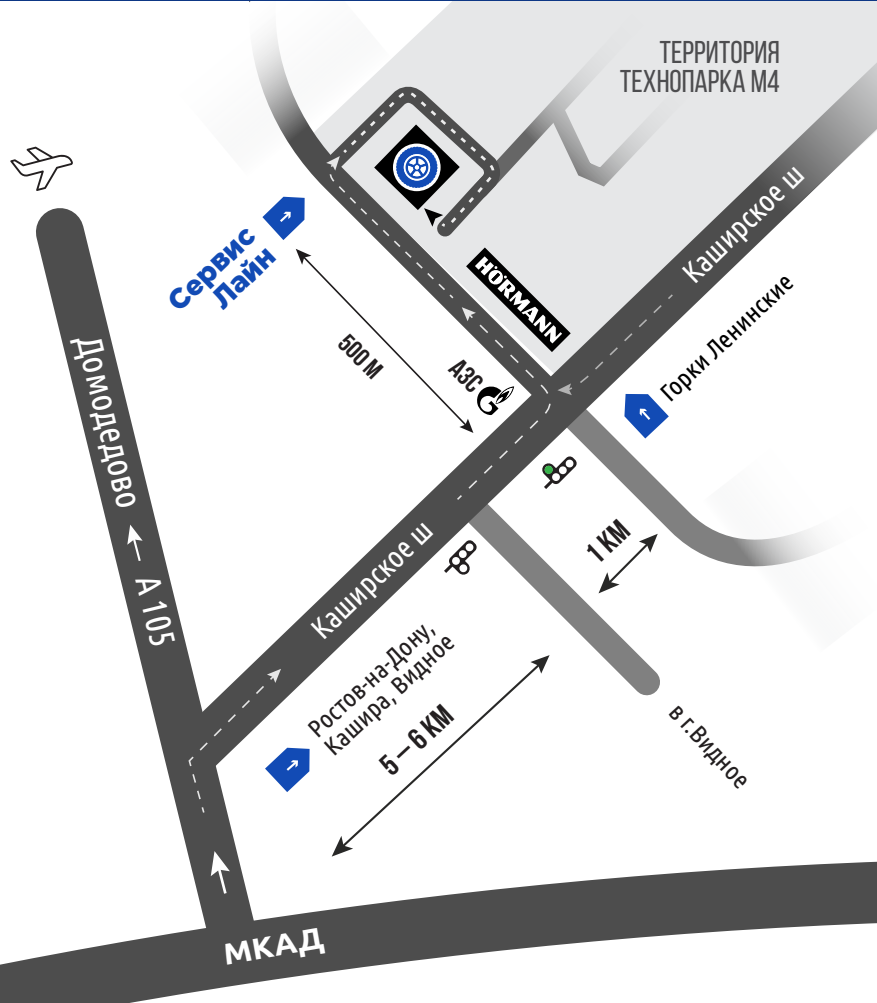 ТЕРРИТОРИЯ
ТЕХНОПАРКА М4
Каширское ш
Сервис
Лайн
HÖRMANN
500 М
АЗС
Горки Ленинские
Домодедово
А 105
Каширское ш
1 КМ
Ростов-на-Дону,
Кашира, Видное
5 – 6 КМ
в г.Видное
МКАД